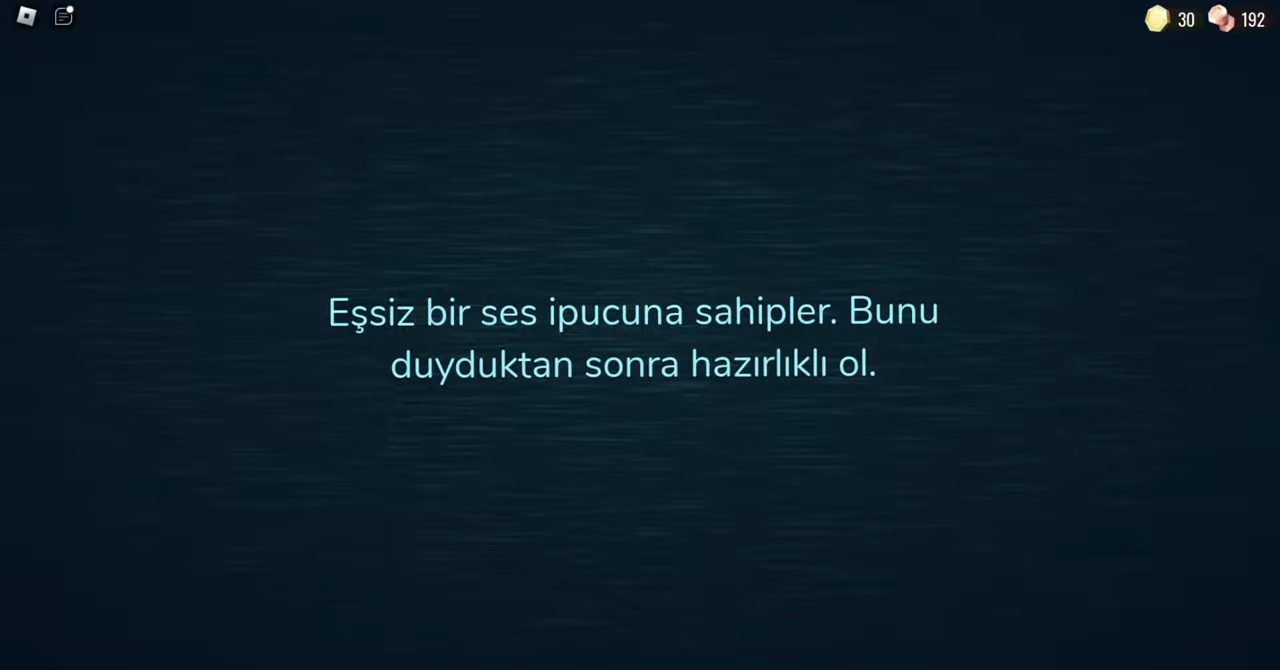 30 192
Eşsiz bir ses ipucuna sahipler. Bunu
duyduktan sonra hazırlıklı ol.